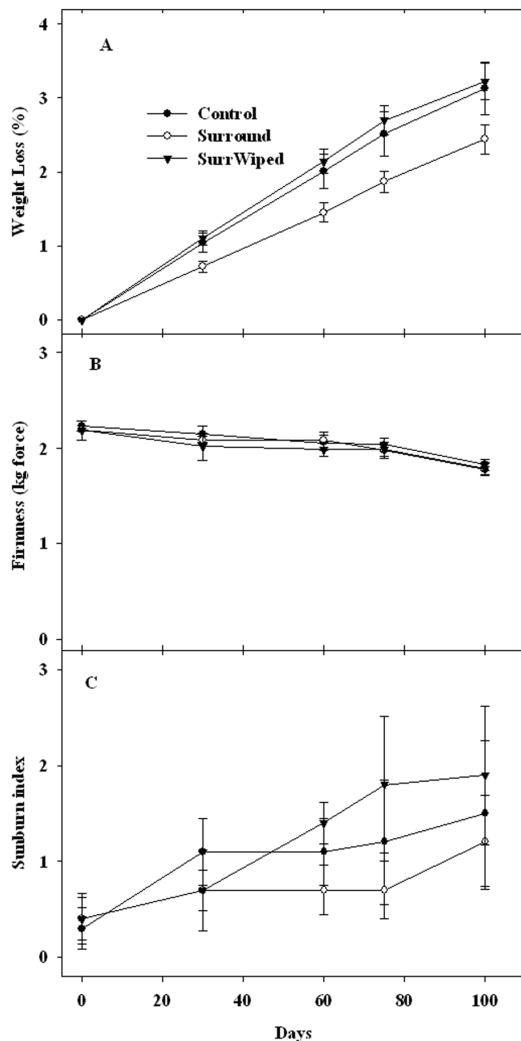 4
A
3
Control
Surround
SurrWiped
2
1
0
Weight Loss (%)
3
B
2
1
0
Firmness (kg force)
3
C
2
1
0
Sunburn index
0 20 40 60 80 100
Days